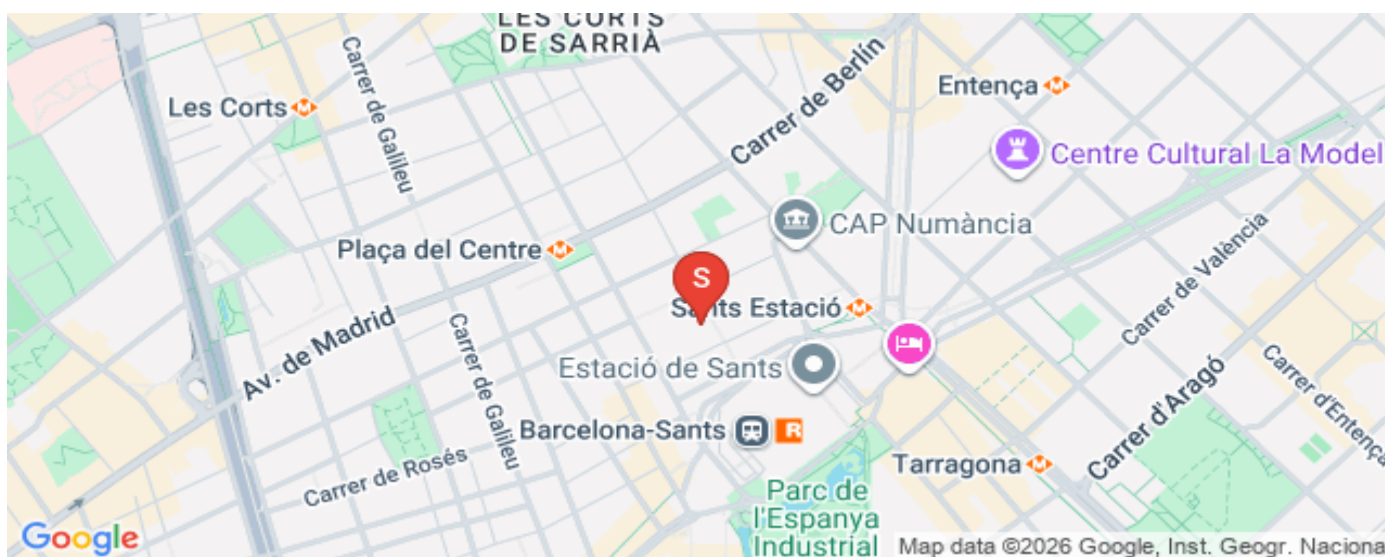 LES CORTS
DE SARRIÀ
Carrer de Galileu
Carrer de Berlín
Entença
Les Corts
Centre Cultural La Model
CAP Numància
Plaça del Centre
Carrer de València
S
Sants Estació
Av. de Madrid
Carrer de Galileu
Estació de Sants
Carrer d'Aragó
Carrer d'Entença
Barcelona-Sants
R
Carrer de Rosés
Tarragona
Parc de
l'Espanya
Industrial
Google
Map data ©2026 Google, Inst. Geogr. Naciona